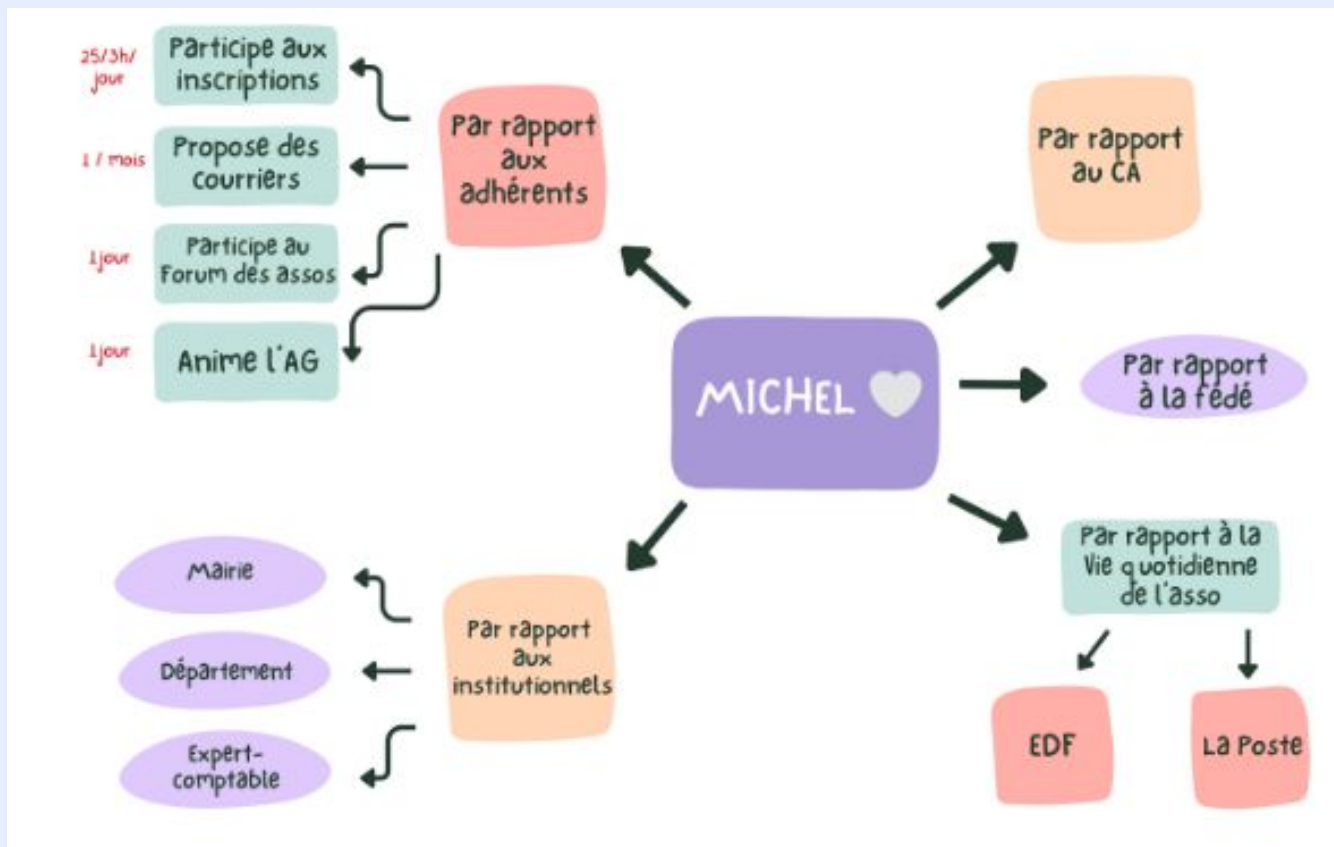 25/3h/
jour
Participe aux
inscriptions
1 / mois
Propose des
courriers
1jour
Participe au
Forum des assos
1jour
Anime l'AG
Par rapport
aux
adhérents
Par rapport
au CA
MICHEL
Par rapport
à la fédé
Par rapport à la
Vie quotidienne
de l'asso
EDF
La Poste
Par rapport
aux
institutionnels
Mairie
Département
Expert-
comptable